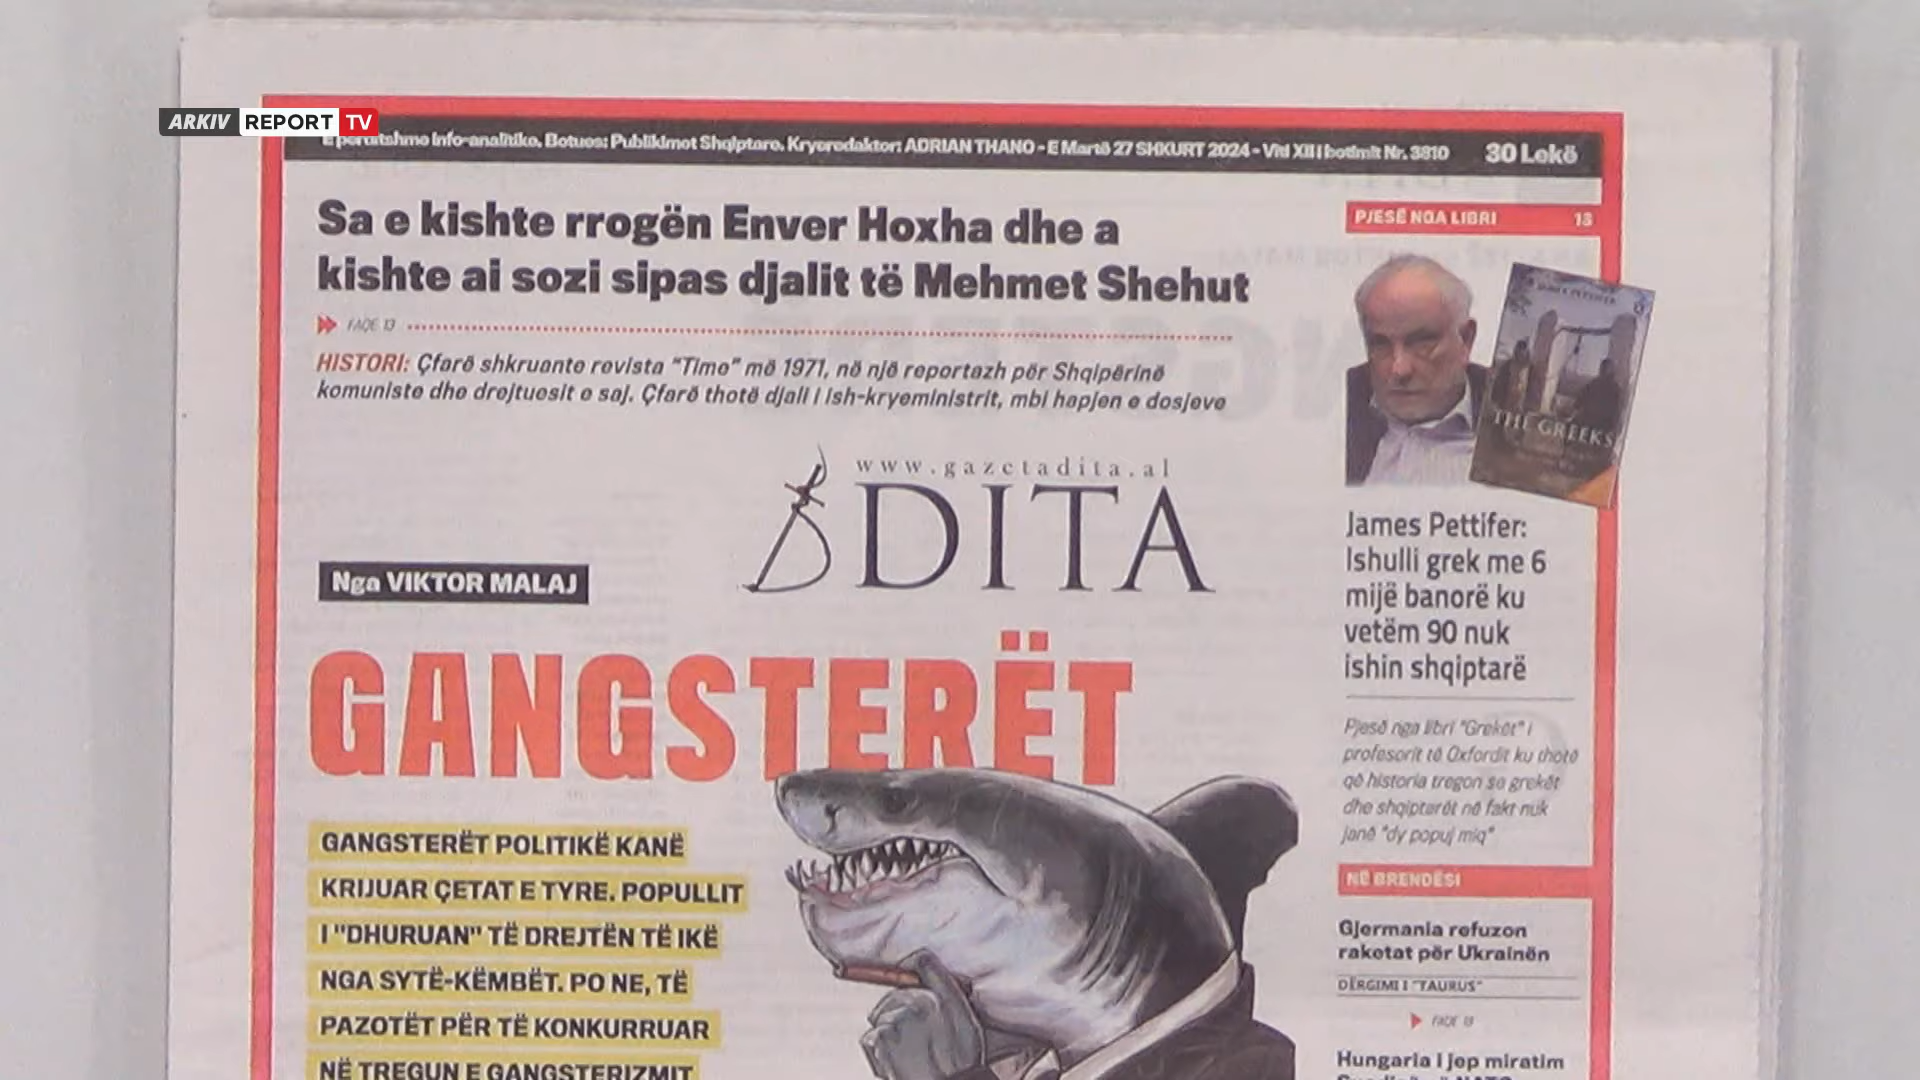 ARKIV REPORT TV
E përditshme info-analitike. Botues: Publikimet Shqiptare. Kryeredaktor: ADRIAN THANO - E Martë 27 SHKURT 2024 - Viti XIII i botimit Nr. 3810 30 Lekë
Sa e kishte rrogën Enver Hoxha dhe a
kishte ai sozi sipas djalit të Mehmet Shehut
FAQE 13
HISTORI: Çfarë shkruante revista "Time" më 1971, në një reportazh për Shqipërinë
komuniste dhe drejtuesit e saj. Çfarë thotë djali i ish-kryeministrit, mbi hapjen e dosjeve
www.gazetadita.al
DITA
Nga VIKTOR MALAJ
GANGSTERËT
GANGSTERËT POLITIKË KANË
KRIJUAR ÇETAT E TYRE. POPULLIT
I "DHURUAN" TË DREJTËN TË IKË
NGA SYTË-KËMBËT. PO NE, TË
PAZOTËT PËR TË KONKURRUAR
NË TREGUN E GANGSTERIZMIT
PJESË NGA LIBRI 18
JAMES PETTIFER
THE GREEKS
James Pettifer:
Ishulli grek me 6
mijë banorë ku
vetëm 90 nuk
ishin shqiptarë
Pjesë nga libri "Grekët" i
profesorit të Oxfordit ku thotë
që historia tregon se grekët
dhe shqiptarët në fakt nuk
janë "dy popuj miq"
NË BRENDËSI
Gjermania refuzon
raketat për Ukrainën
DËRGIMI I "TAURUS"
FAQE 19
Hungaria i jep miratim